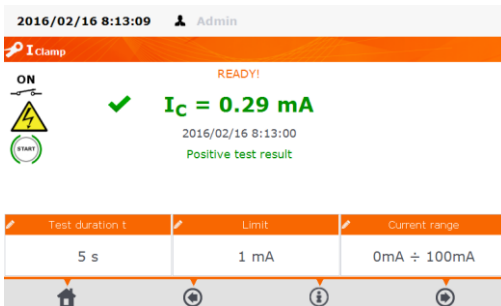 2016/02/16 8:13:09 Admin
I Clamp
ON
READY!
IC = 0.29 mA
START
2016/02/16 8:13:00
Positive test result
Test duration t Limit Current range
5 s 1 mA 0mA ÷ 100mA